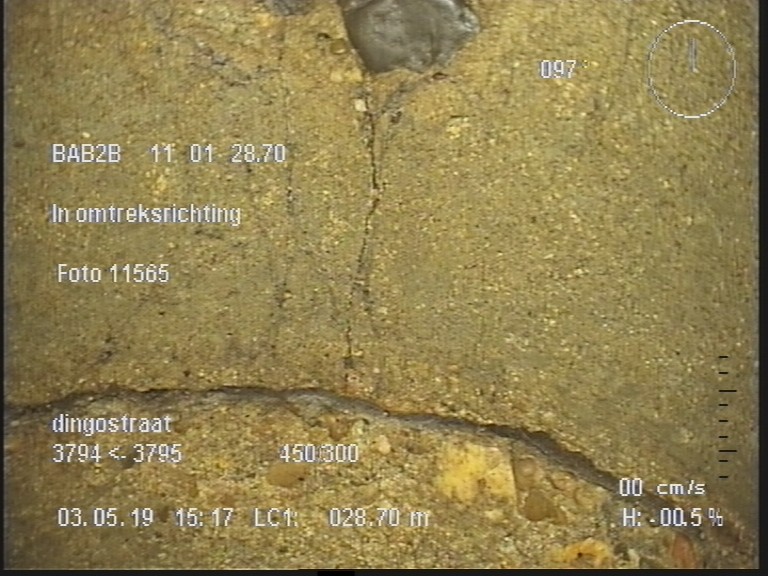 097°
BAB2B 11 01 28.70
In omtreksrichting
Foto 11565
dingostraat
3794 <- 3795 450/300
00 cm/s
03.05.19 15:17 LC1: 028.70 m H: -00.5 %